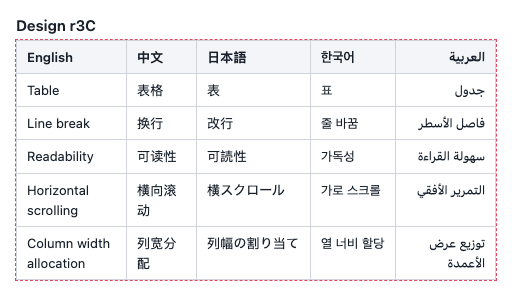 Design r3C
English 中文 日本語 한국어 العربية
Table 表格 表 표 جدول
Line break 換行 改行 줄 바꿈 فاصل الأسطر
Readability 可读性 可読性 가독성 سهولة القراءة
Horizontal scrolling 横向滚动 横スクロール 가로 스크롤 التمرير الأفقي
Column width allocation 列宽分配 列幅の割り当て 열 너비 할당 توزيع عرض الأعمدة